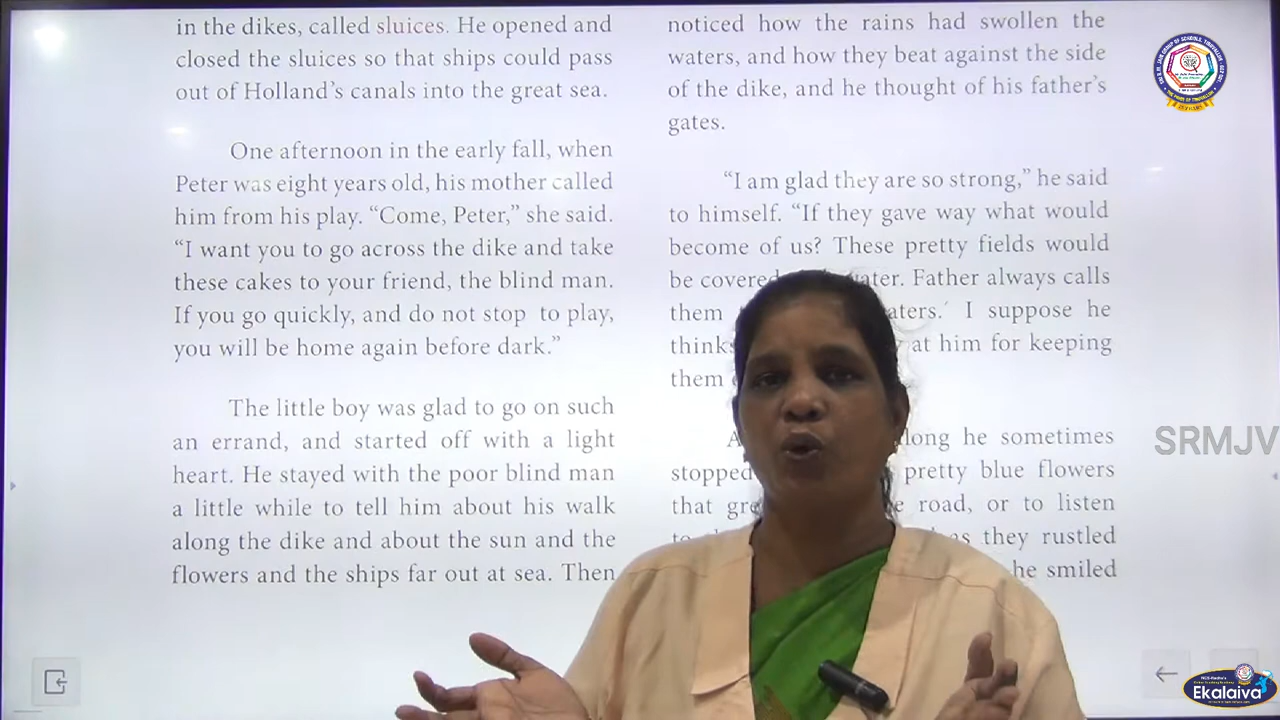 in the dikes, called sluices. He opened and
closed the sluices so that ships could pass
out of Holland's canals into the great sea.
One afternoon in the early fall, when
Peter was eight years old, his mother called
him from his play. “Come, Peter,” she said.
“I want you to go across the dike and take
these cakes to your friend, the blind man.
If you go quickly, and do not stop to play,
you will be home again before dark.”
The little boy was glad to go on such
an errand, and started off with a light
heart. He stayed with the poor blind man
a little while to tell him about his walk
along the dike and about the sun and the
flowers and the ships far out at sea. Then
noticed how the rains had swollen the
waters, and how they beat against the side
of the dike, and he thought of his father's
gates.
“I am glad they are so strong,” he said
to himself. “If they gave way what would
become of us? These pretty fields would
be covered water. Father always calls
them I suppose he
thinks at him for keeping
them
he sometimes
stopped pretty blue flowers
that road, or to listen
they rustled
he smiled
SRMJV
Ekalaiva